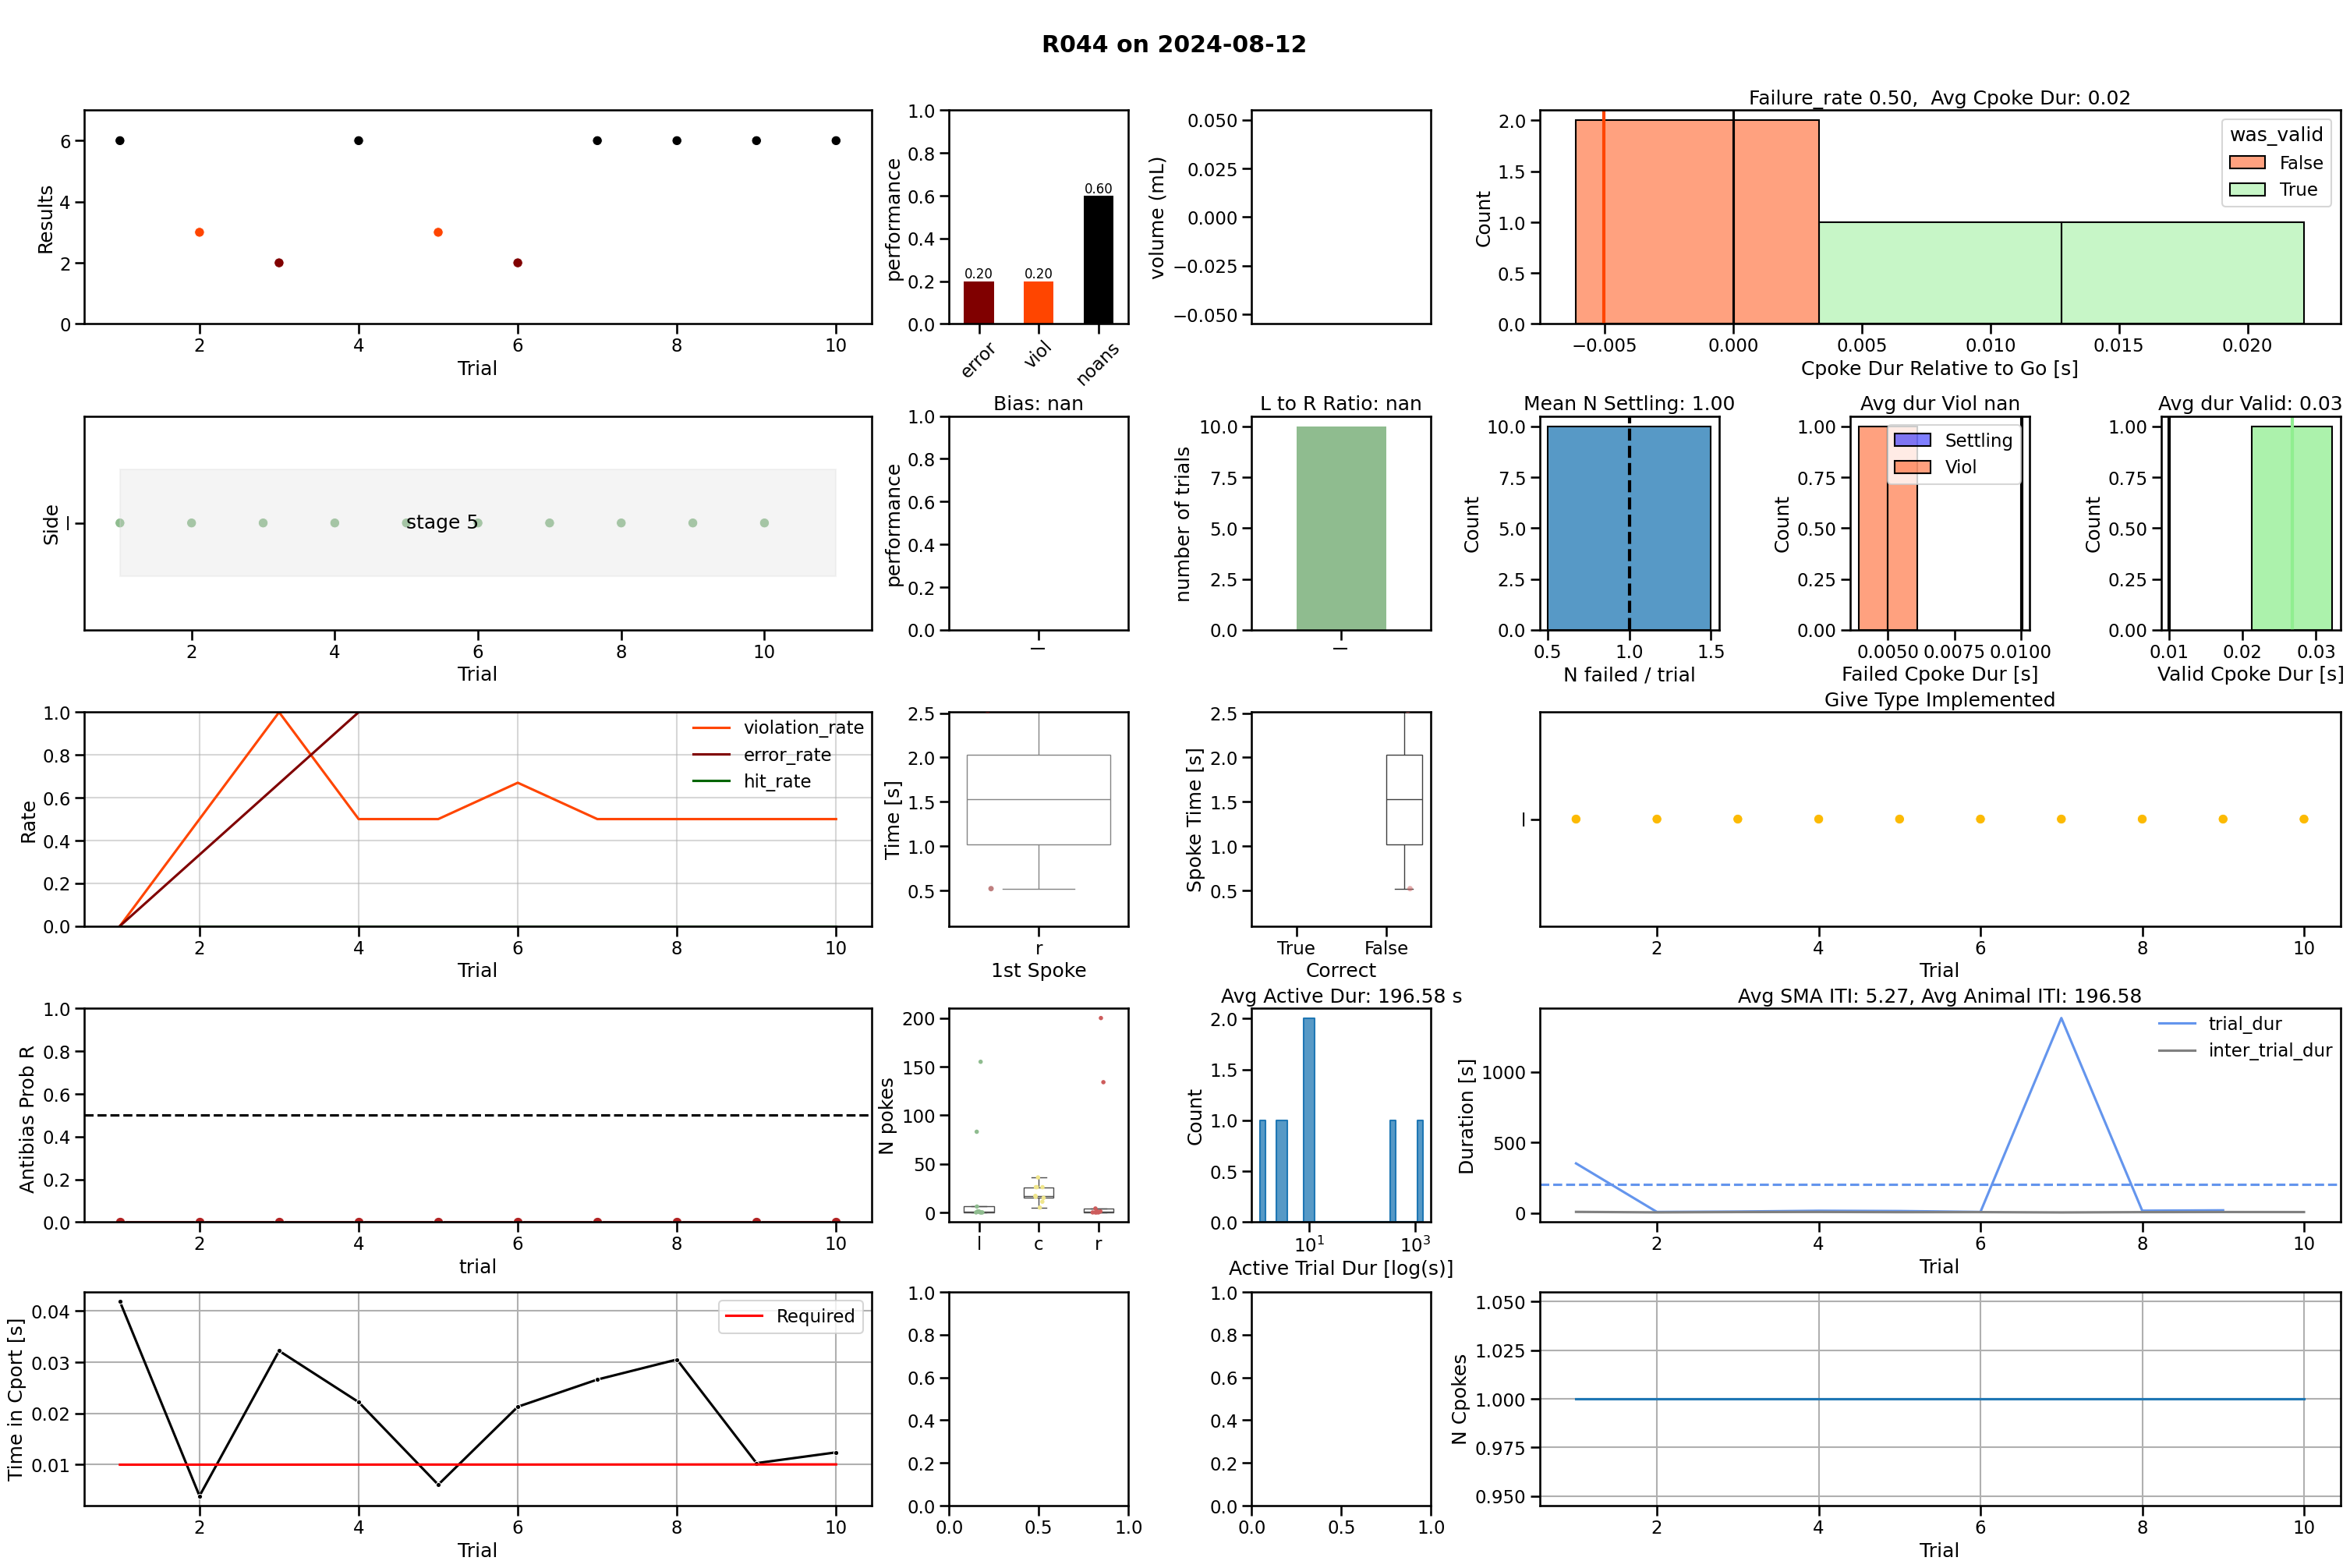 R044 on 2024-08-12
Results
0
2
4
6
2
4
6
8
10
Trial
performance
0.0
0.2
0.4
0.6
0.8
1.0
0.20
0.20
0.60
error
viol
noans
volume (mL)
0.050
0.025
0.000
−0.025
−0.050
Failure_rate 0.50,  Avg Cpoke Dur: 0.02
Count
2.0
1.5
1.0
0.5
0.0
was_valid
False
True
−0.005
0.000
0.005
0.010
0.015
0.020
Cpoke Dur Relative to Go [s]
Side
l
stage 5
2
4
6
8
10
Trial
Bias: nan
performance
1.0
0.8
0.6
0.4
0.2
0.0
l
L to R Ratio: nan
number of trials
10.0
7.5
5.0
2.5
0.0
l
Mean N Settling: 1.00
Count
10.0
7.5
5.0
2.5
0.0
0.5
1.0
1.5
N failed / trial
Avg dur Viol nan
Count
1.00
0.75
0.50
0.25
0.00
Settling
Viol
0.0050
0.0075
0.0100
Failed Cpoke Dur [s]
Avg dur Valid: 0.03
Count
1.00
0.75
0.50
0.25
0.00
0.01
0.02
0.03
Valid Cpoke Dur [s]
Rate
1.0
0.8
0.6
0.4
0.2
0.0
violation_rate
error_rate
hit_rate
2
4
6
8
10
Trial
Time [s]
2.5
2.0
1.5
1.0
0.5
r
1st Spoke
Spoke Time [s]
2.5
2.0
1.5
1.0
0.5
True
False
Correct
Give Type Implemented
l
2
4
6
8
10
Trial
Antibias Prob R
1.0
0.8
0.6
0.4
0.2
0.0
2
4
6
8
10
trial
N pokes
200
150
100
50
0
l
c
r
Avg Active Dur: 196.58 s
Count
2.0
1.5
1.0
0.5
0.0
10¹
10³
Active Trial Dur [log(s)]
Avg SMA ITI: 5.27, Avg Animal ITI: 196.58
Duration [s]
1000
500
0
trial_dur
inter_trial_dur
2
4
6
8
10
Trial
Time in Cport [s]
0.04
0.03
0.02
0.01
Required
2
4
6
8
10
Trial
1.0
0.8
0.6
0.4
0.2
0.0
0.0
0.5
1.0
1.0
0.8
0.6
0.4
0.2
0.0
0.0
0.5
1.0
N Cpokes
1.050
1.025
1.000
0.975
0.950
2
4
6
8
10
Trial